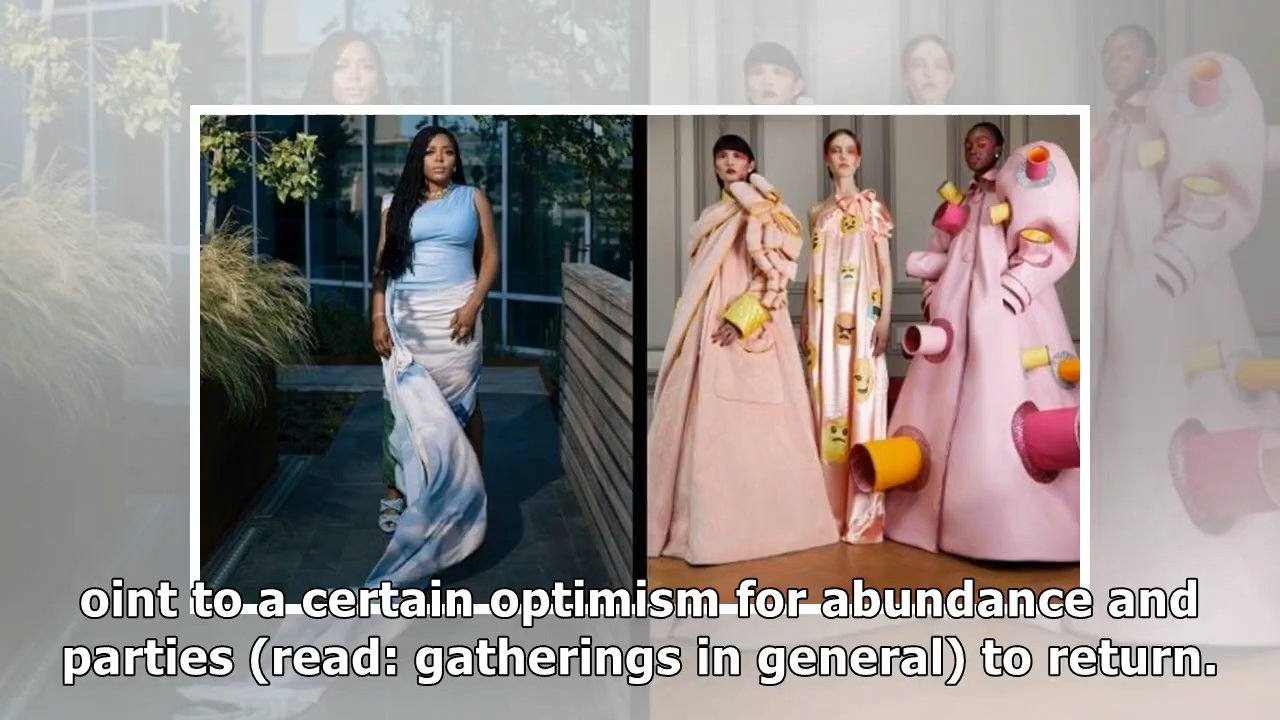 oint to a certain optimism for abundance and
parties (read: gatherings in general) to return.